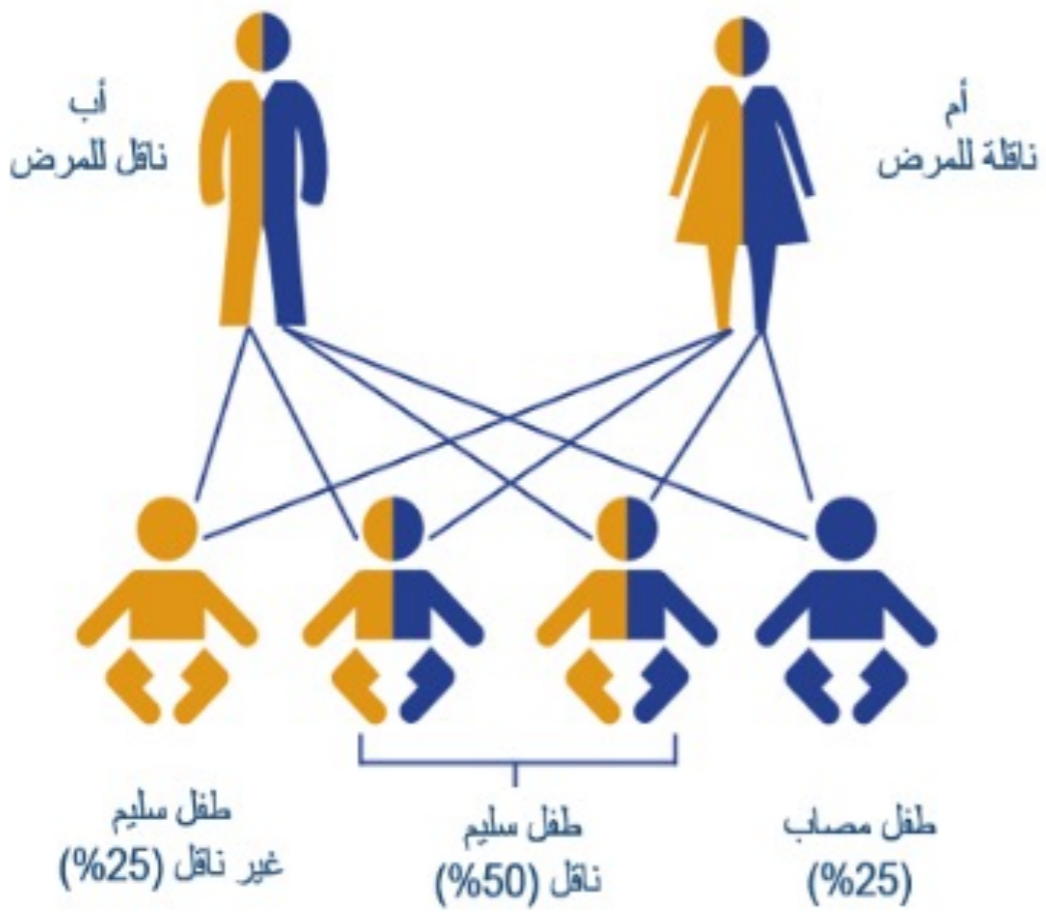 أم
ناقلة للمرض
أب
ناقل للمرض
طفل مصاب
(25%)
طفل سليم
ناقل (50%)
طفل سليم
غير ناقل (25%)